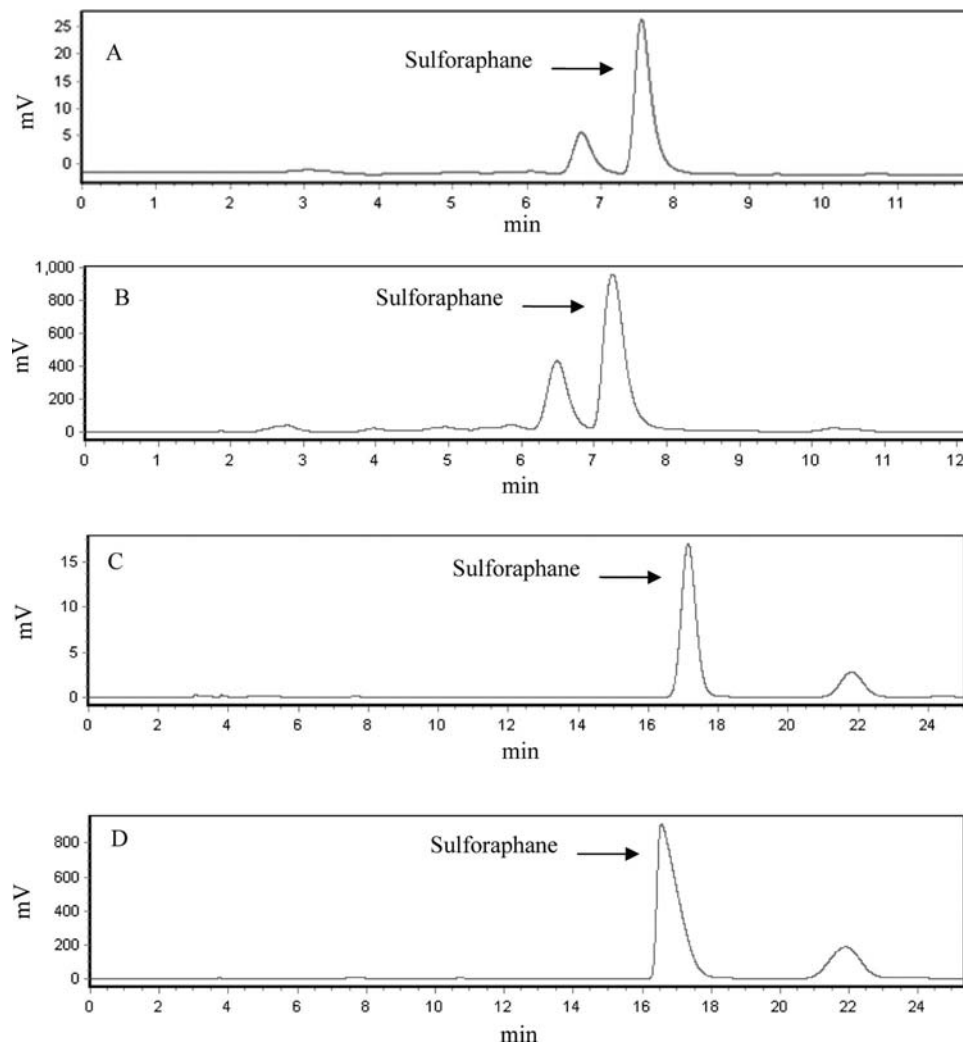 A
Sulforaphane
mV
25
20
15
10
5
0
0 1 2 3 4 5 6 7 8 9 10 11
min
B
Sulforaphane
mV
1,000
800
600
400
200
0
0 1 2 3 4 5 6 7 8 9 10 11 12
min
C
Sulforaphane
mV
15
10
5
0
0 2 4 6 8 10 12 14 16 18 20 22 24
min
D
Sulforaphane
mV
800
600
400
200
0
0 2 4 6 8 10 12 14 16 18 20 22 24
min